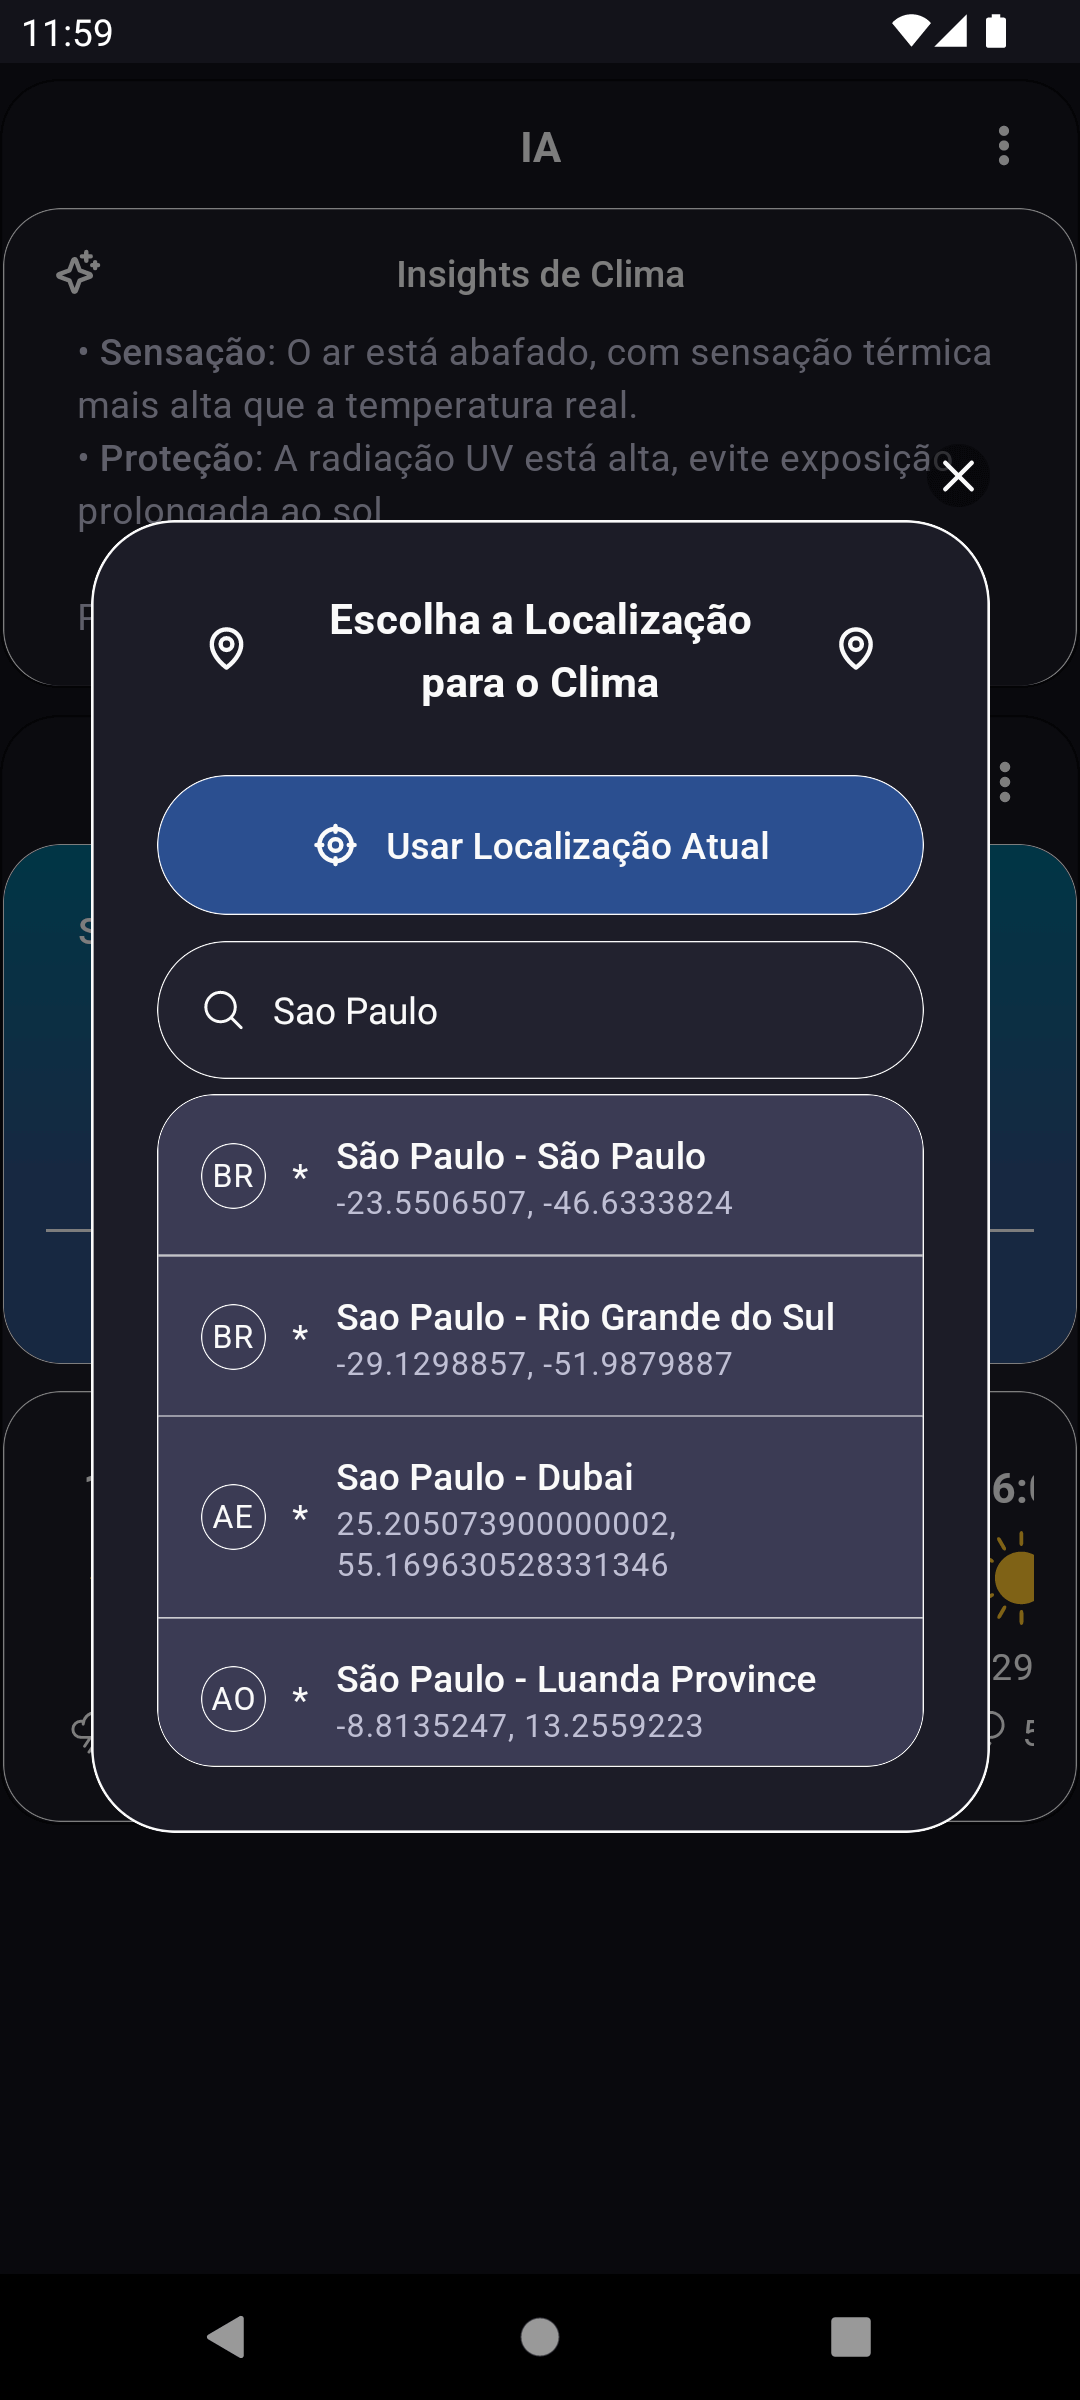 11:59
IA
Insights de Clima
• Sensação: O ar está abafado, com sensação térmica
mais alta que a temperatura real.
• Proteção: A radiação UV está alta, evite exposição
prolongada ao sol
Escolha a Localização
para o Clima
Usar Localização Atual
Sao Paulo
BR * São Paulo - São Paulo
-23.5506507, -46.6333824
BR * Sao Paulo - Rio Grande do Sul
-29.1298857, -51.9879887
AE * Sao Paulo - Dubai
25.205073900000002,
55.169630528331346
AO * São Paulo - Luanda Province
-8.8135247, 13.2559223
29